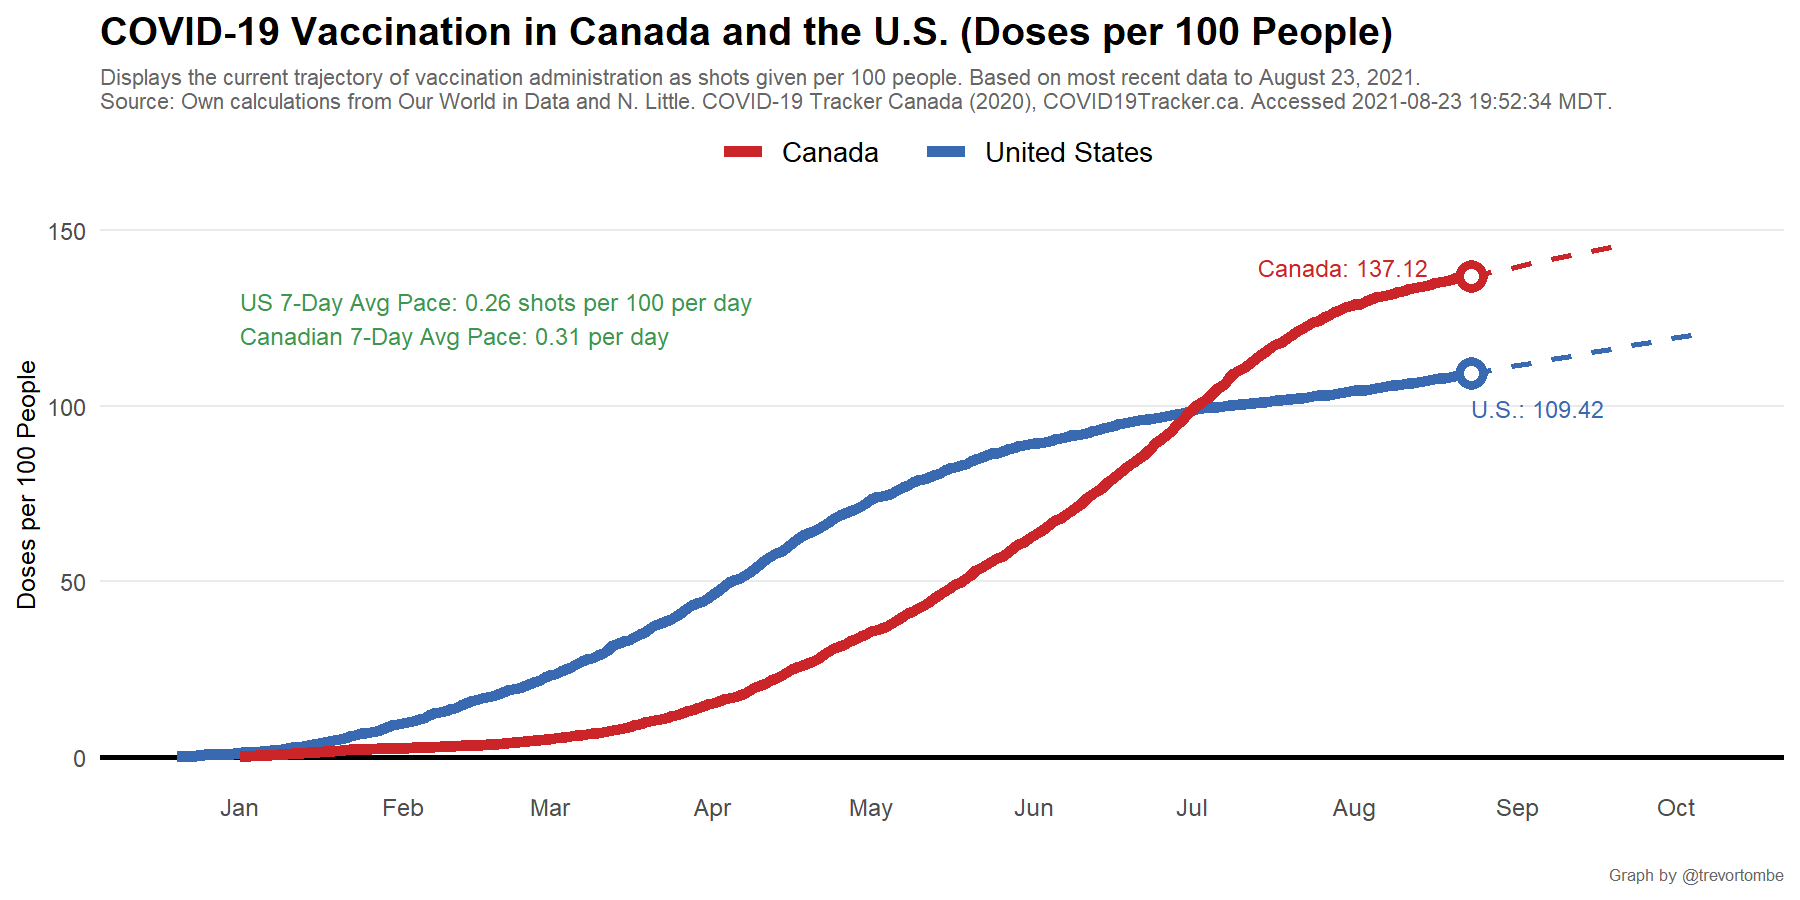 COVID-19 Vaccination in Canada and the U.S. (Doses per 100 People)
Displays the current trajectory of vaccination administration as shots given per 100 people. Based on most recent data to August 23, 2021.
Source: Own calculations from Our World in Data and N. Little. COVID-19 Tracker Canada (2020), COVID19Tracker.ca. Accessed 2021-08-23 19:52:34 MDT.
Canada
United States
150
100
50
0
Doses per 100 People
US 7-Day Avg Pace: 0.26 shots per 100 per day
Canadian 7-Day Avg Pace: 0.31 per day
Canada: 137.12
U.S.: 109.42
Jan
Feb
Mar
Apr
May
Jun
Jul
Aug
Sep
Oct
Graph by @trevortombe